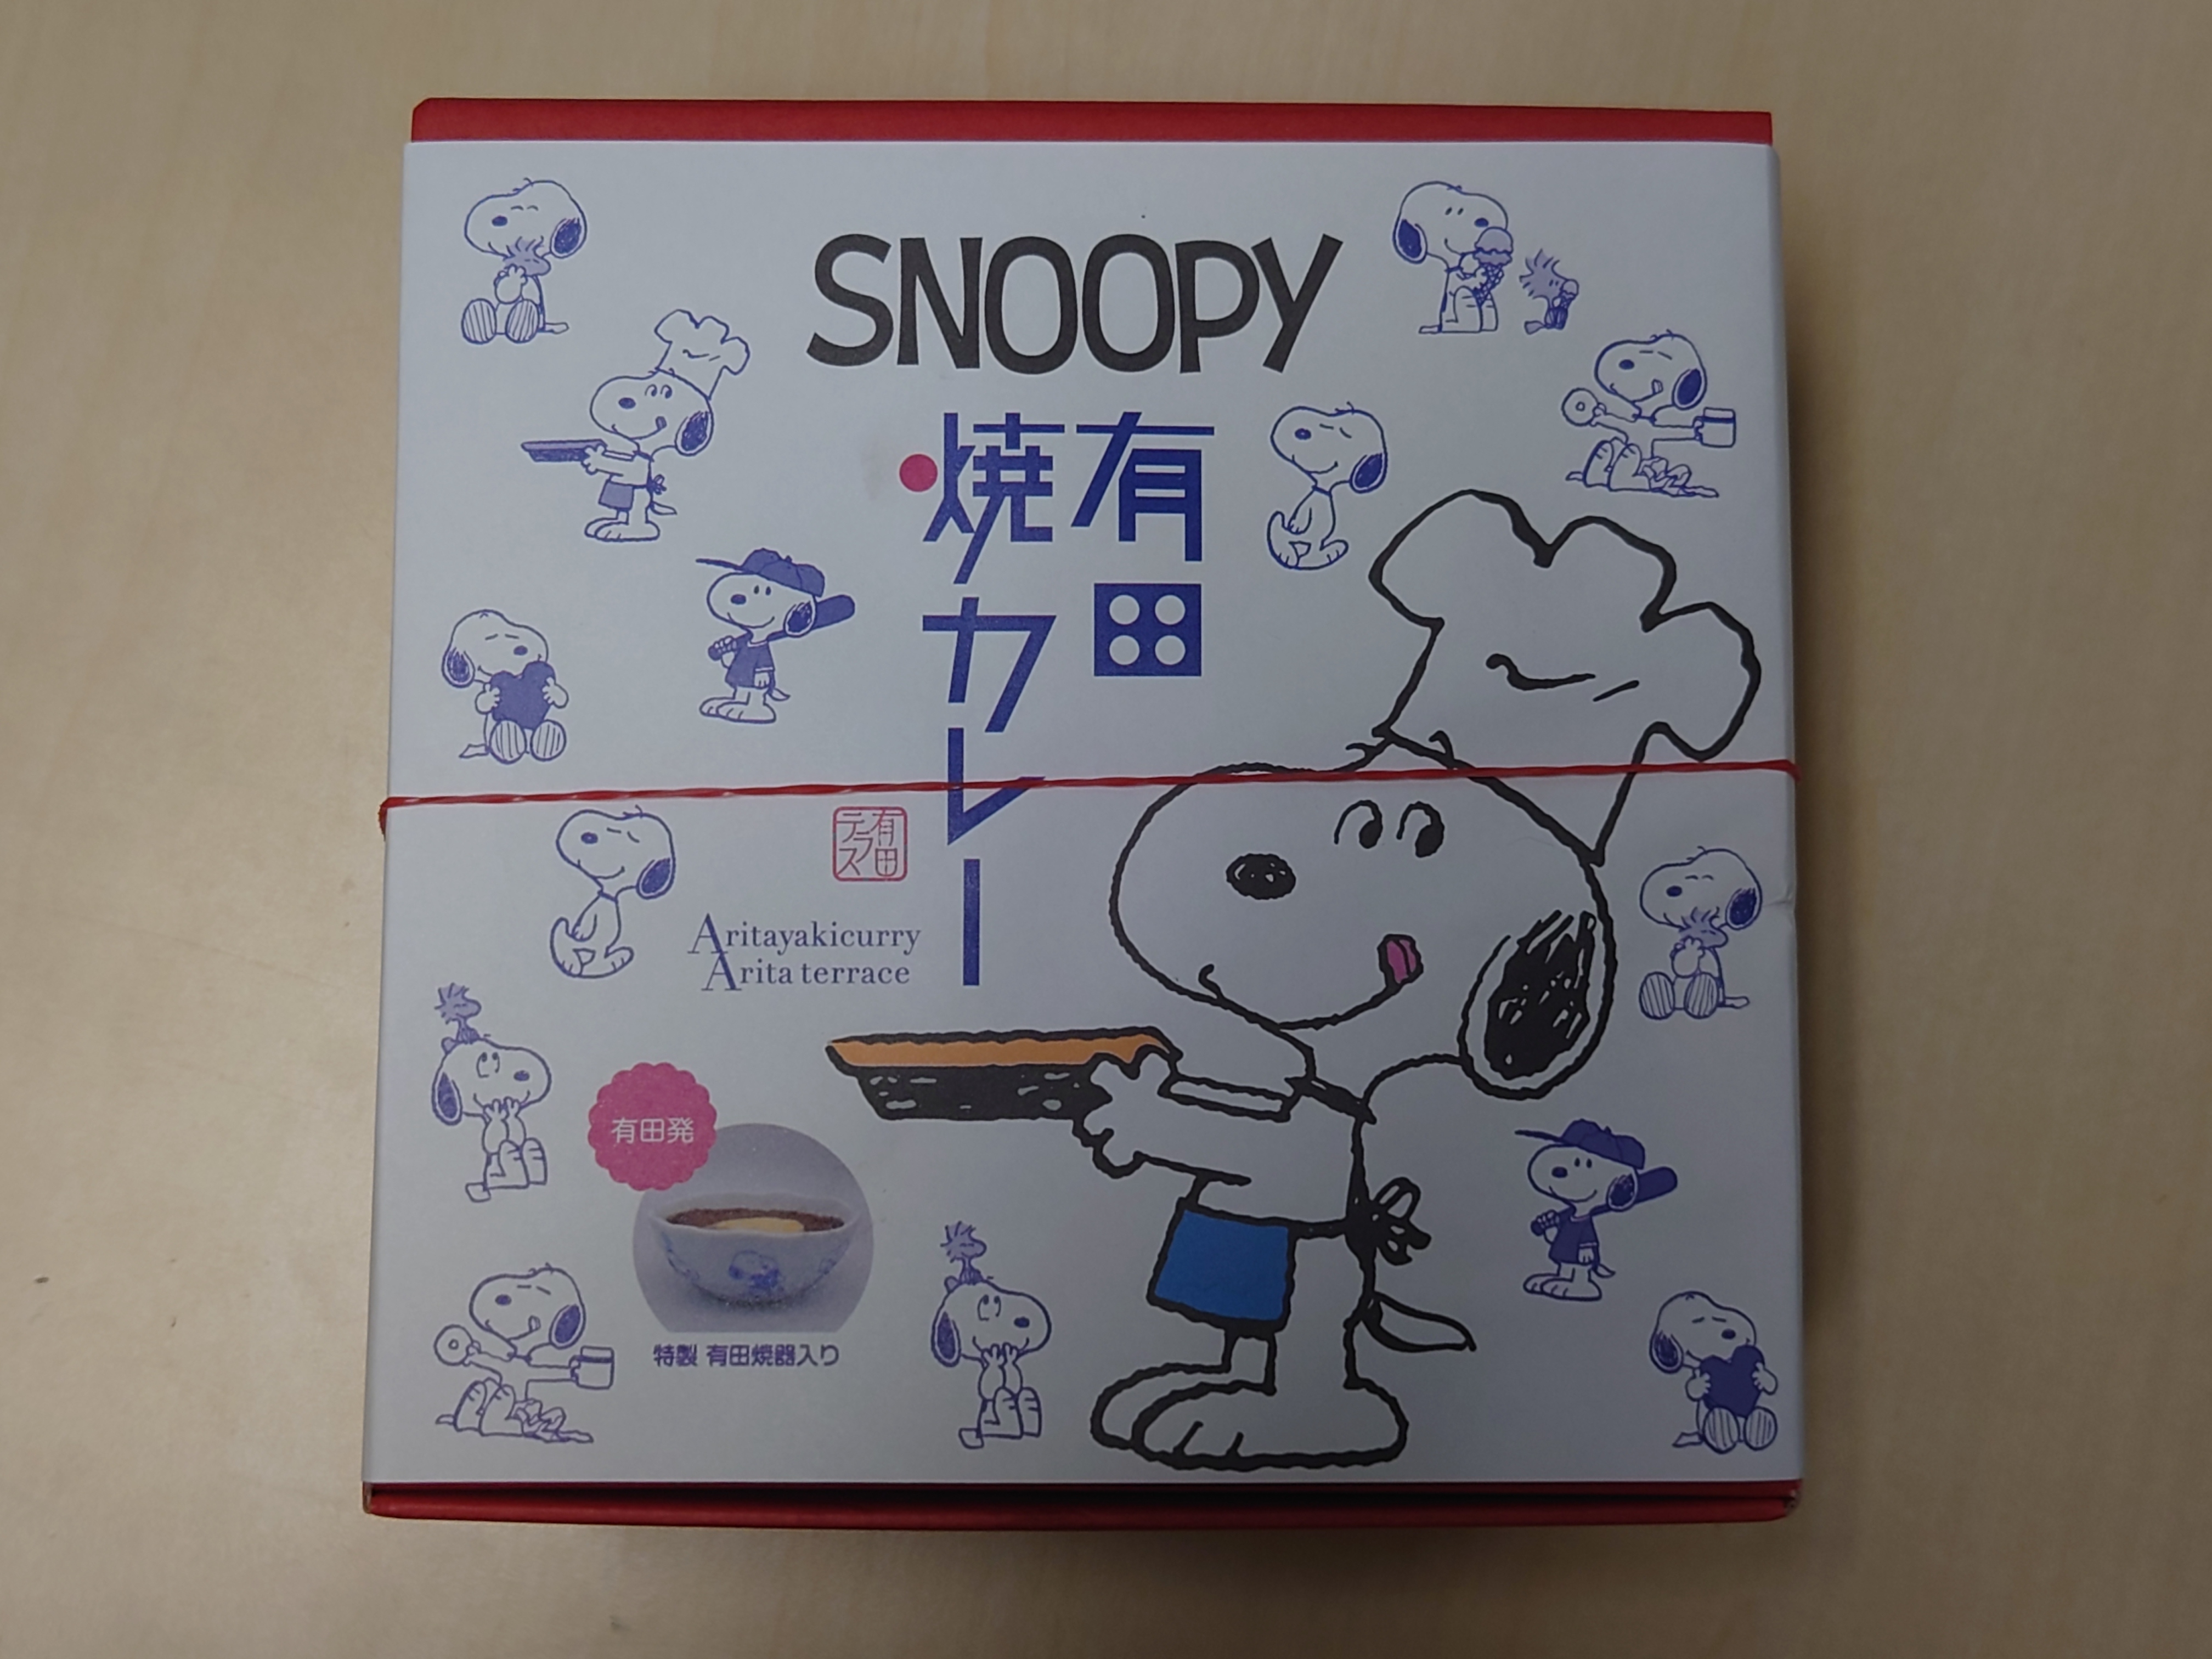 SNOOPY
有田
焼カレー
有田
テラス
Aritayakicurry
Arita terrace
有田発
特製 有田焼器入り